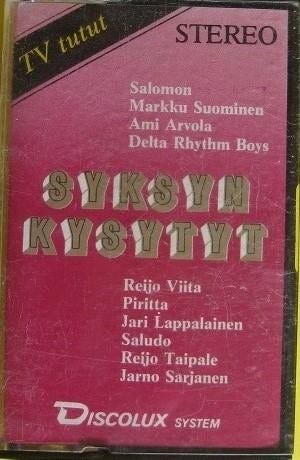 TV tutut
STEREO
Salomon
Markku Suominen
Ami Arvola
Delta Rhythm Boys
SYKSYN
KYSYTYT
Reijo Viita
Piritta
Jari Lappalainen
Saludo
Reijo Taipale
Jarno Sarjanen
DISCOLUX SYSTEM